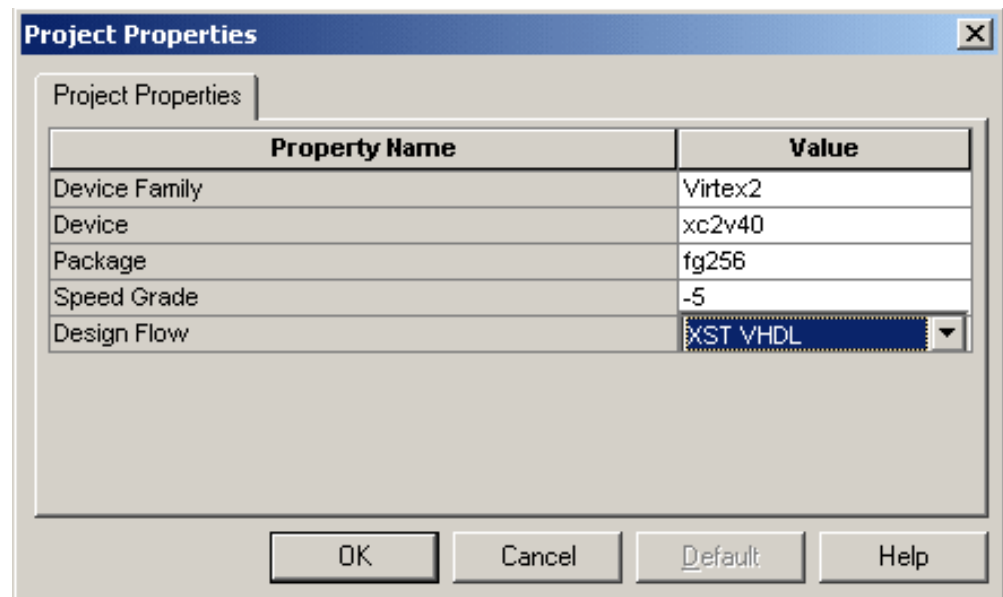 Project Properties
Project Properties
Property Name Value
Device Family Virtex2
Device xc2v40
Package fg256
Speed Grade -5
Design Flow XST VHDL
OK Cancel Default Help